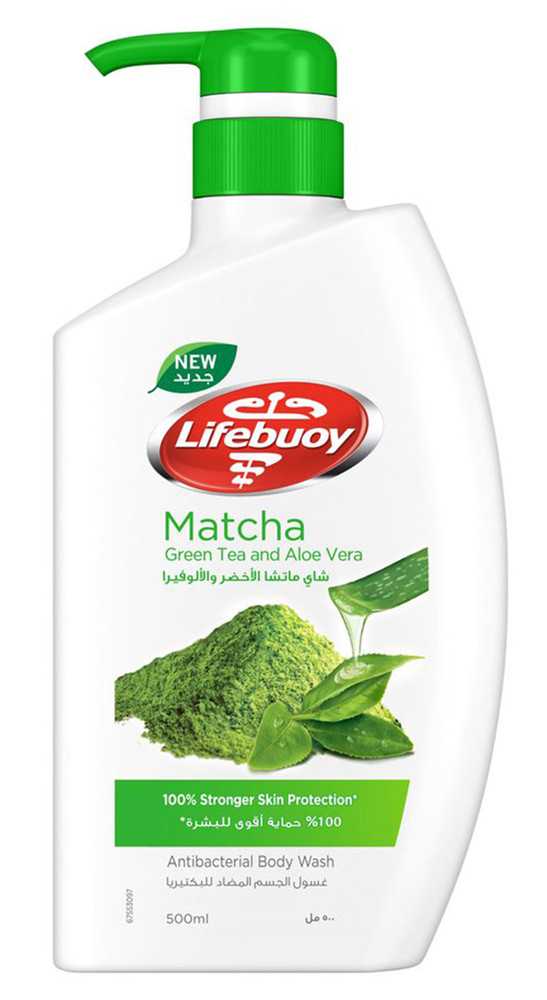 NEW
جديد
Lifebuoy
Matcha
Green Tea and Aloe Vera
شاي ماتشا الأخضر والألوفيرا
100% Stronger Skin Protection*
%100 حماية أقوى للبشرة*
Antibacterial Body Wash
غسول الجسم المضاد للبكتيريا
67553097
500ml
٥٠٠ مل